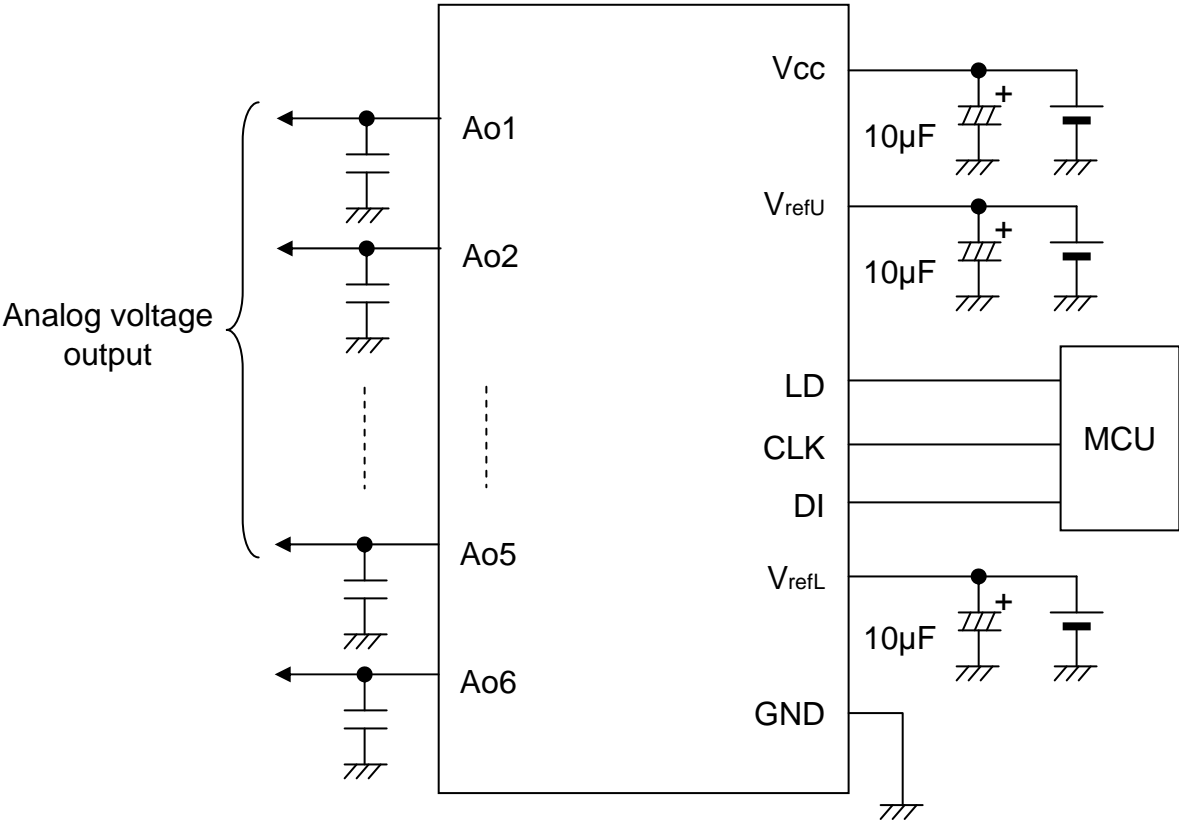 Analog voltage
output
Ao1
Ao2
Ao5
Ao6
Vcc
+
10µF
VrefU
+
10µF
LD
CLK
DI
MCU
VrefL
+
10µF
GND